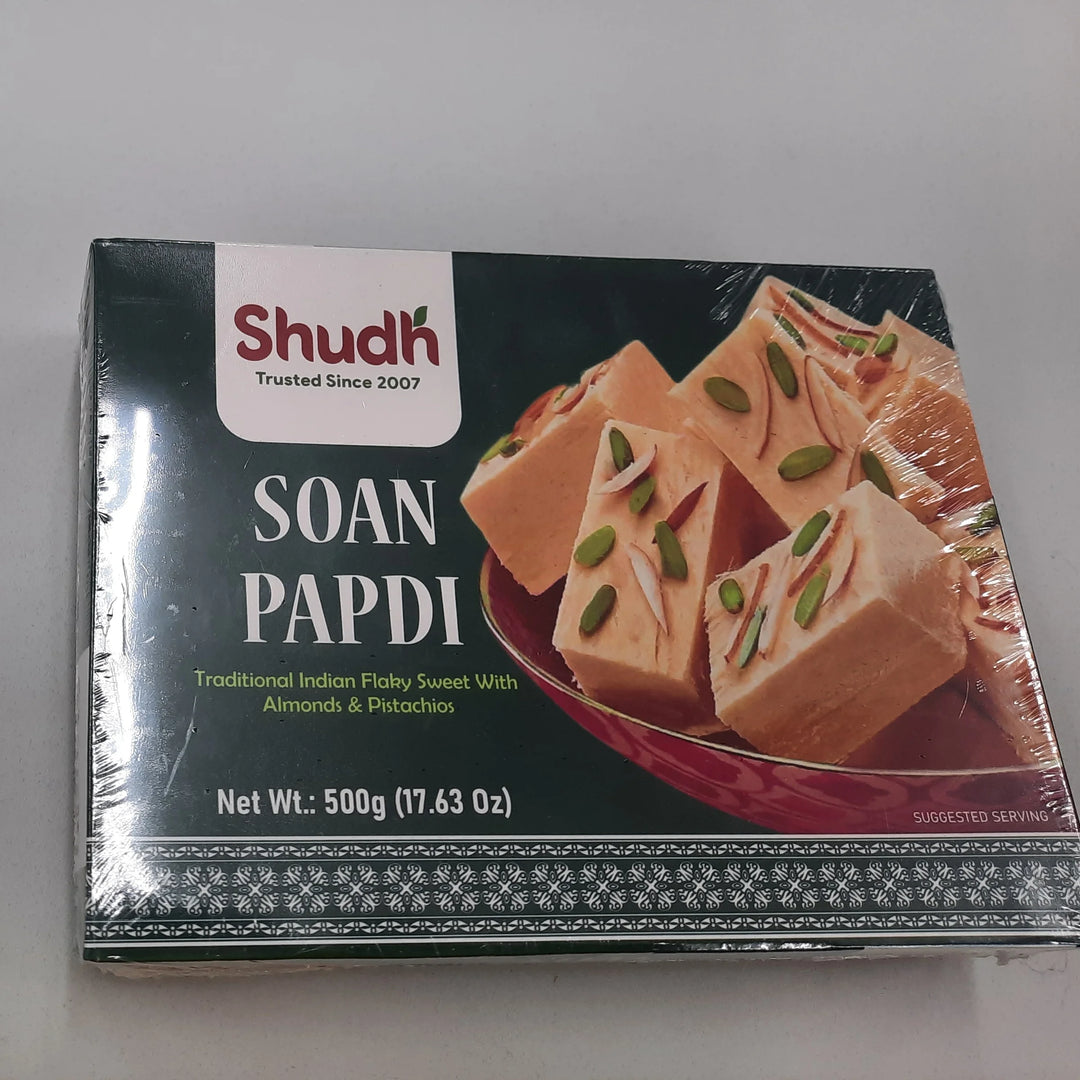 Shudh
Trusted Since 2007
SOAN
PAPDI
Traditional Indian Flaky Sweet With
Almonds & Pistachios
Net Wt.: 500g (17.63 Oz)
SUGGESTED SERVING